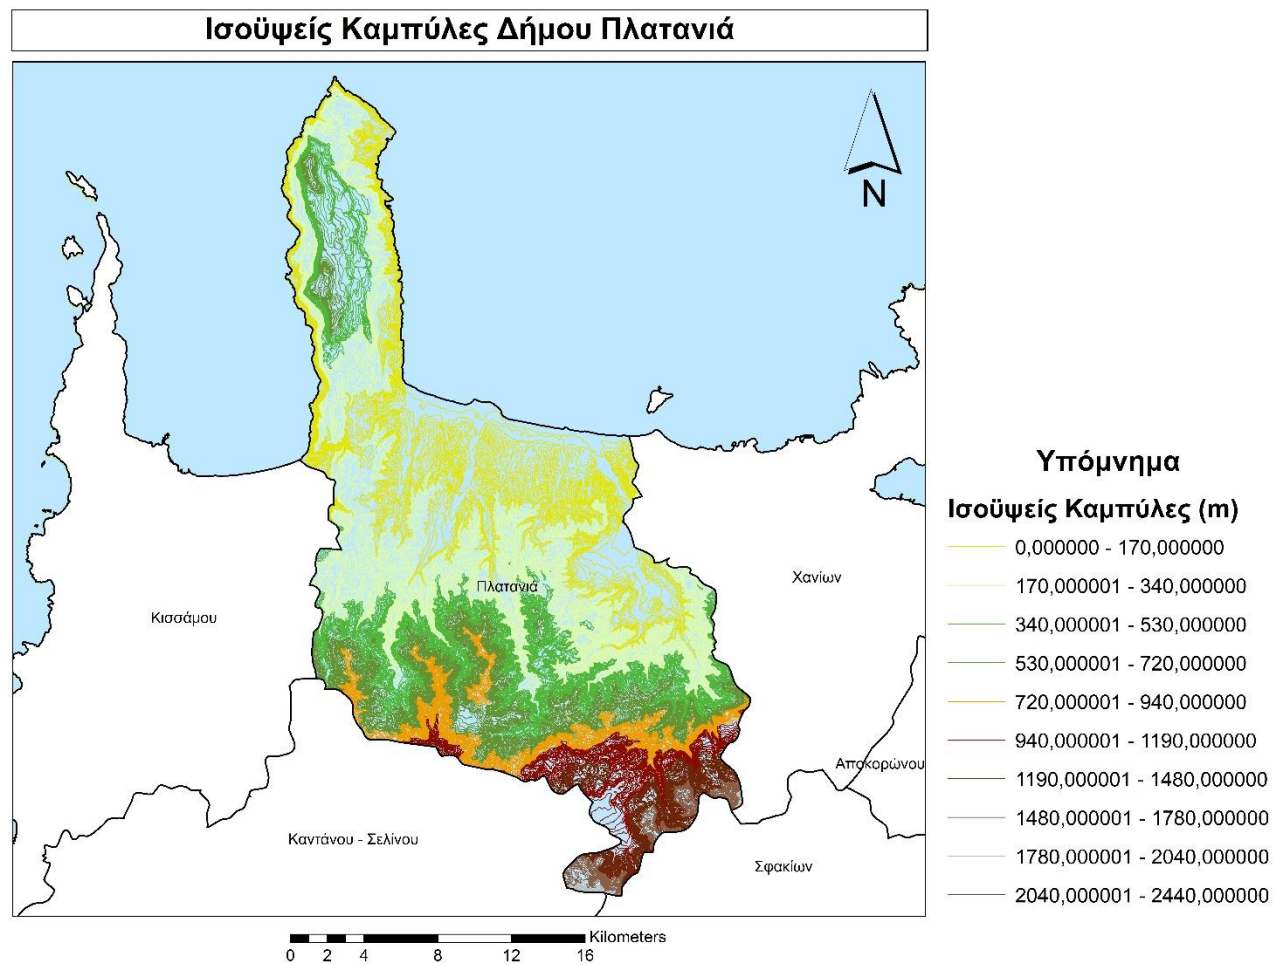 Ισοϋψείς Καμπύλες Δήμου Πλατανιά
N
Υπόμνημα
Ισοϋψείς Καμπύλες (m)
0,000000 - 170,000000
170,000001 - 340,000000
340,000001 - 530,000000
530,000001 - 720,000000
720,000001 - 940,000000
940,000001 - 1190,000000
1190,000001 - 1480,000000
1480,000001 - 1780,000000
1780,000001 - 2040,000000
2040,000001 - 2440,000000
Πλατανιά
Χανίων
Κισσάμου
Αποκορώνου
Καντάνου - Σελίνου
Σφακίων
Kilometers
0 2 4 8 12 16